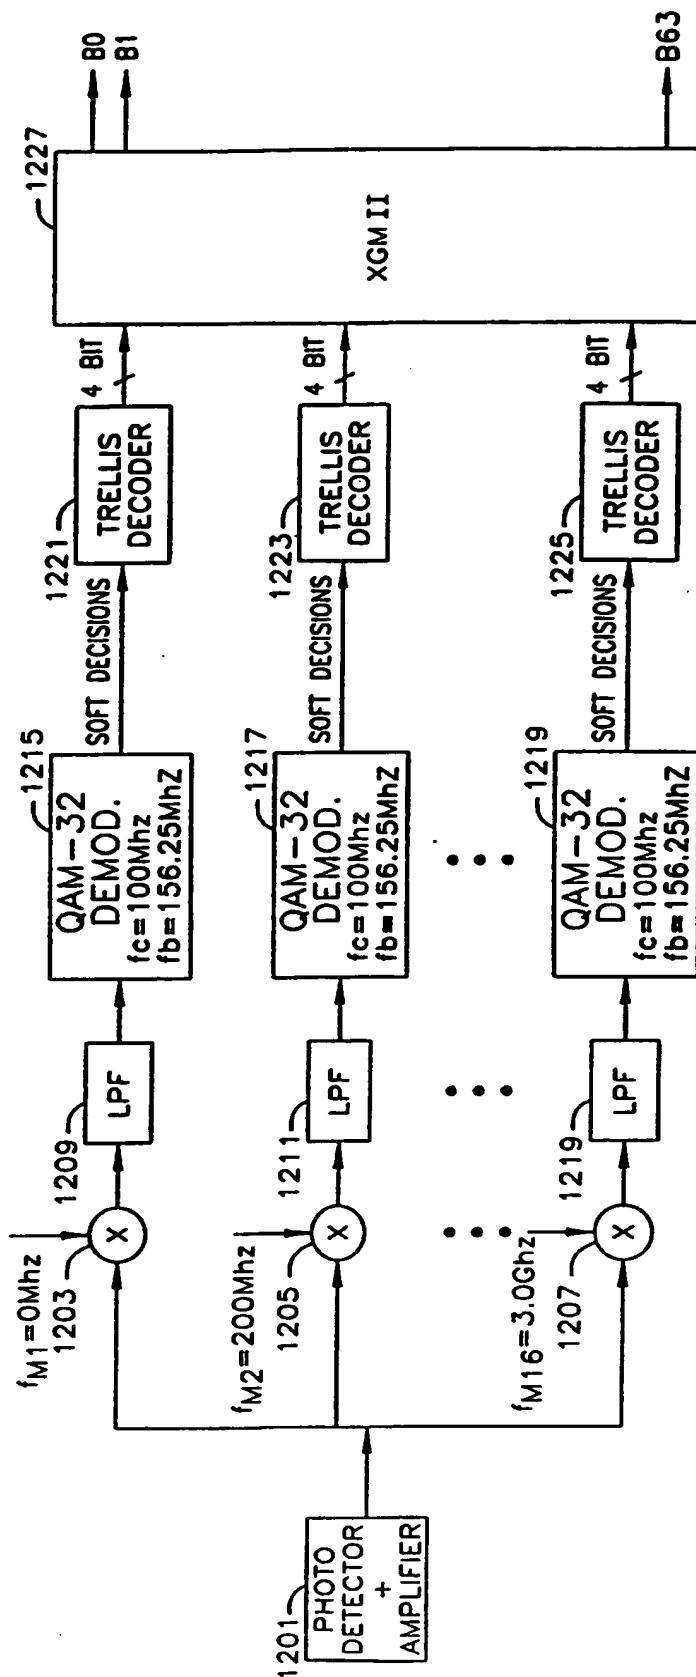 1201
PHOTO
DETECTOR
+
AMPLIFIER
fM1=0Mhz
1203
X
1209
LPF
1215
QAM-32
DEMOD.
fc=100Mhz
fb=156.25MhZ
SOFT DECISIONS
1221
TRELLIS
DECODER
4 BIT
fM2=200Mhz
1205
X
1211
LPF
1217
QAM-32
DEMOD.
fc=100Mhz
fb=156.25MhZ
SOFT DECISIONS
1223
TRELLIS
DECODER
4 BIT
fM16=3.0Ghz
1207
X
1219
LPF
1219
QAM-32
DEMOD.
fc=100Mhz
fb=156.25MhZ
SOFT DECISIONS
1225
TRELLIS
DECODER
4 BIT
1227
XGMII
B0
B1
B63